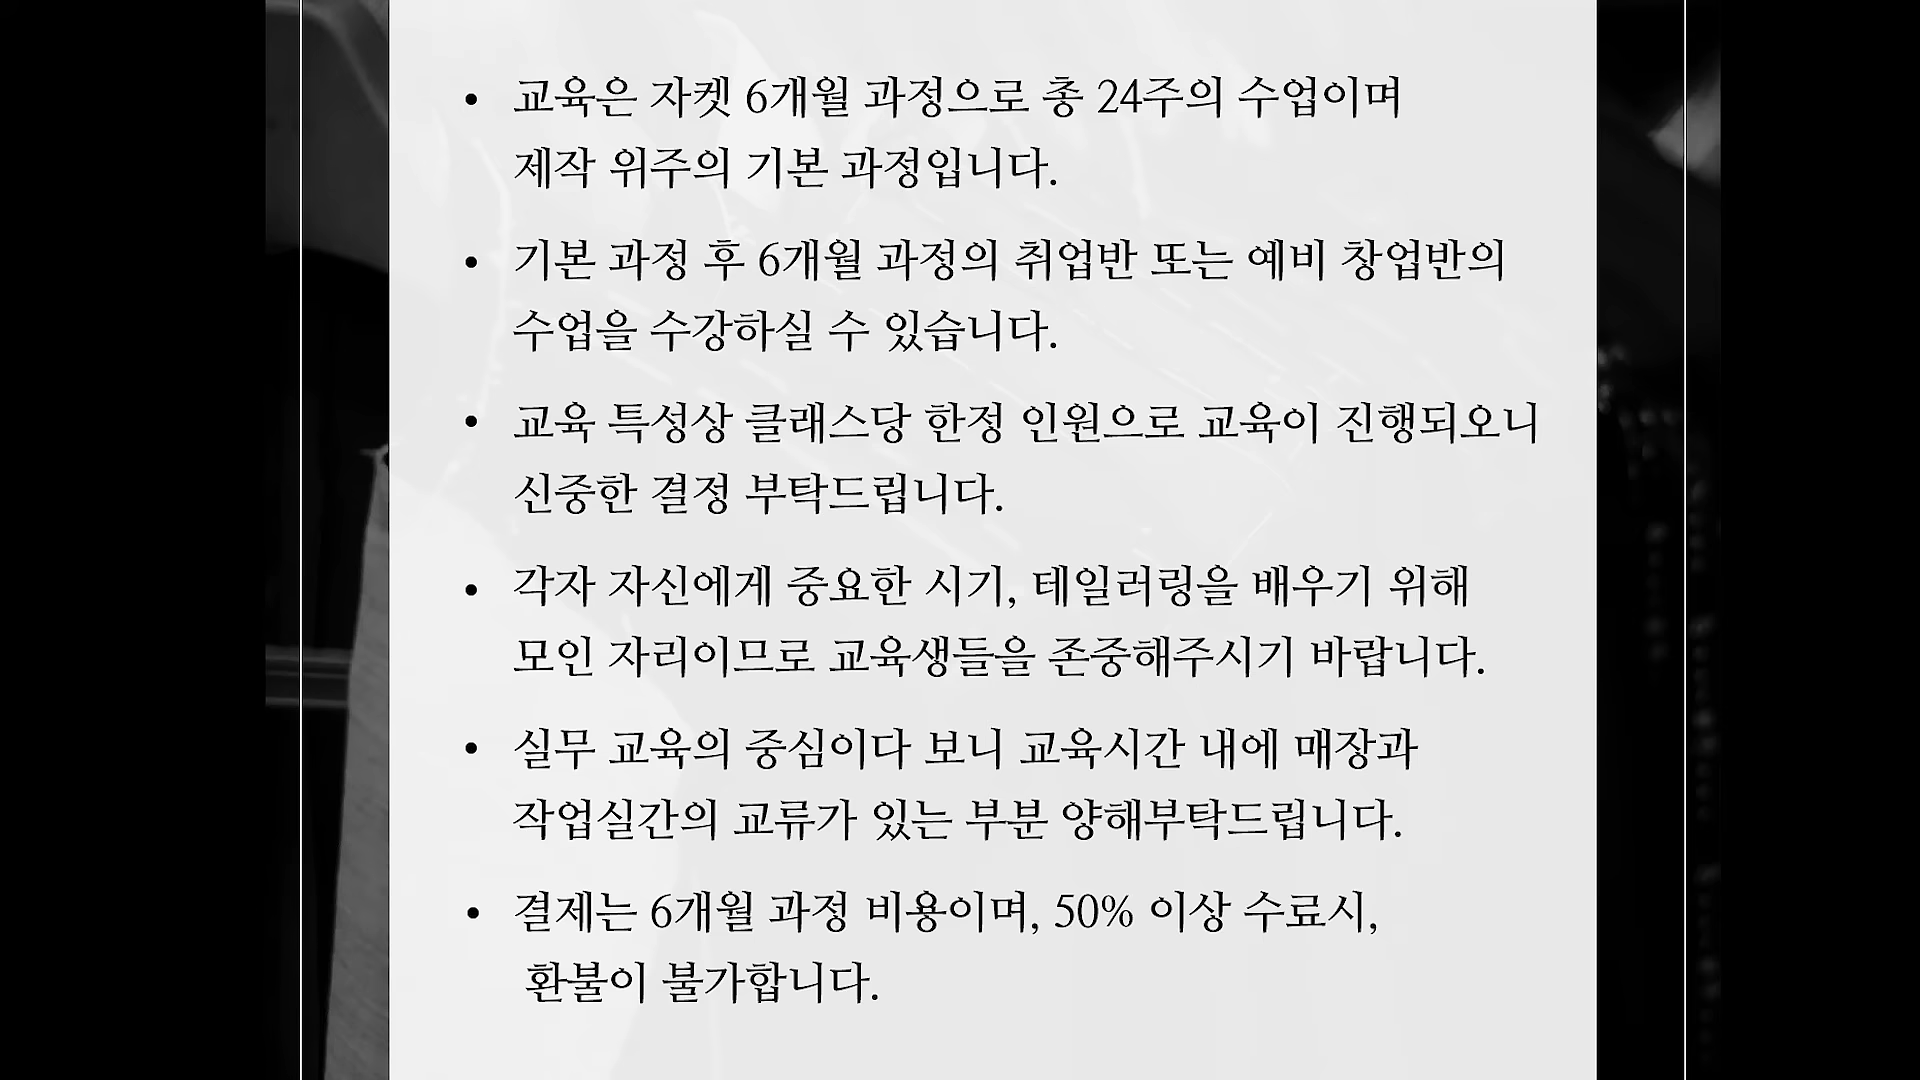 • 교육은 자켓 6개월 과정으로 총 24주의 수업이며
제작 위주의 기본 과정입니다.
• 기본 과정 후 6개월 과정의 취업반 또는 예비 창업반의
수업을 수강하실 수 있습니다.
• 교육 특성상 클래스당 한정 인원으로 교육이 진행되오니
신중한 결정 부탁드립니다.
• 각자 자신에게 중요한 시기, 테일러링을 배우기 위해
모인 자리이므로 교육생들을 존중해주시기 바랍니다.
• 실무 교육의 중심이다 보니 교육시간 내에 매장과
작업실간의 교류가 있는 부분 양해부탁드립니다.
• 결제는 6개월 과정 비용이며, 50% 이상 수료시,
환불이 불가합니다.